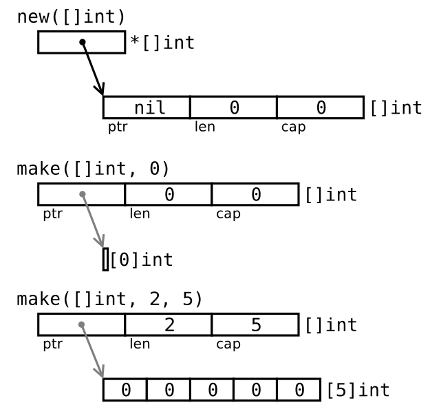 new([]int)
*[]int
nil 0 0 []int
ptr len cap
make([]int, 0)
0 0 []int
ptr len cap
[0]int
make([]int, 2, 5)
2 5 []int
ptr len cap
0 0 0 0 0 [5]int